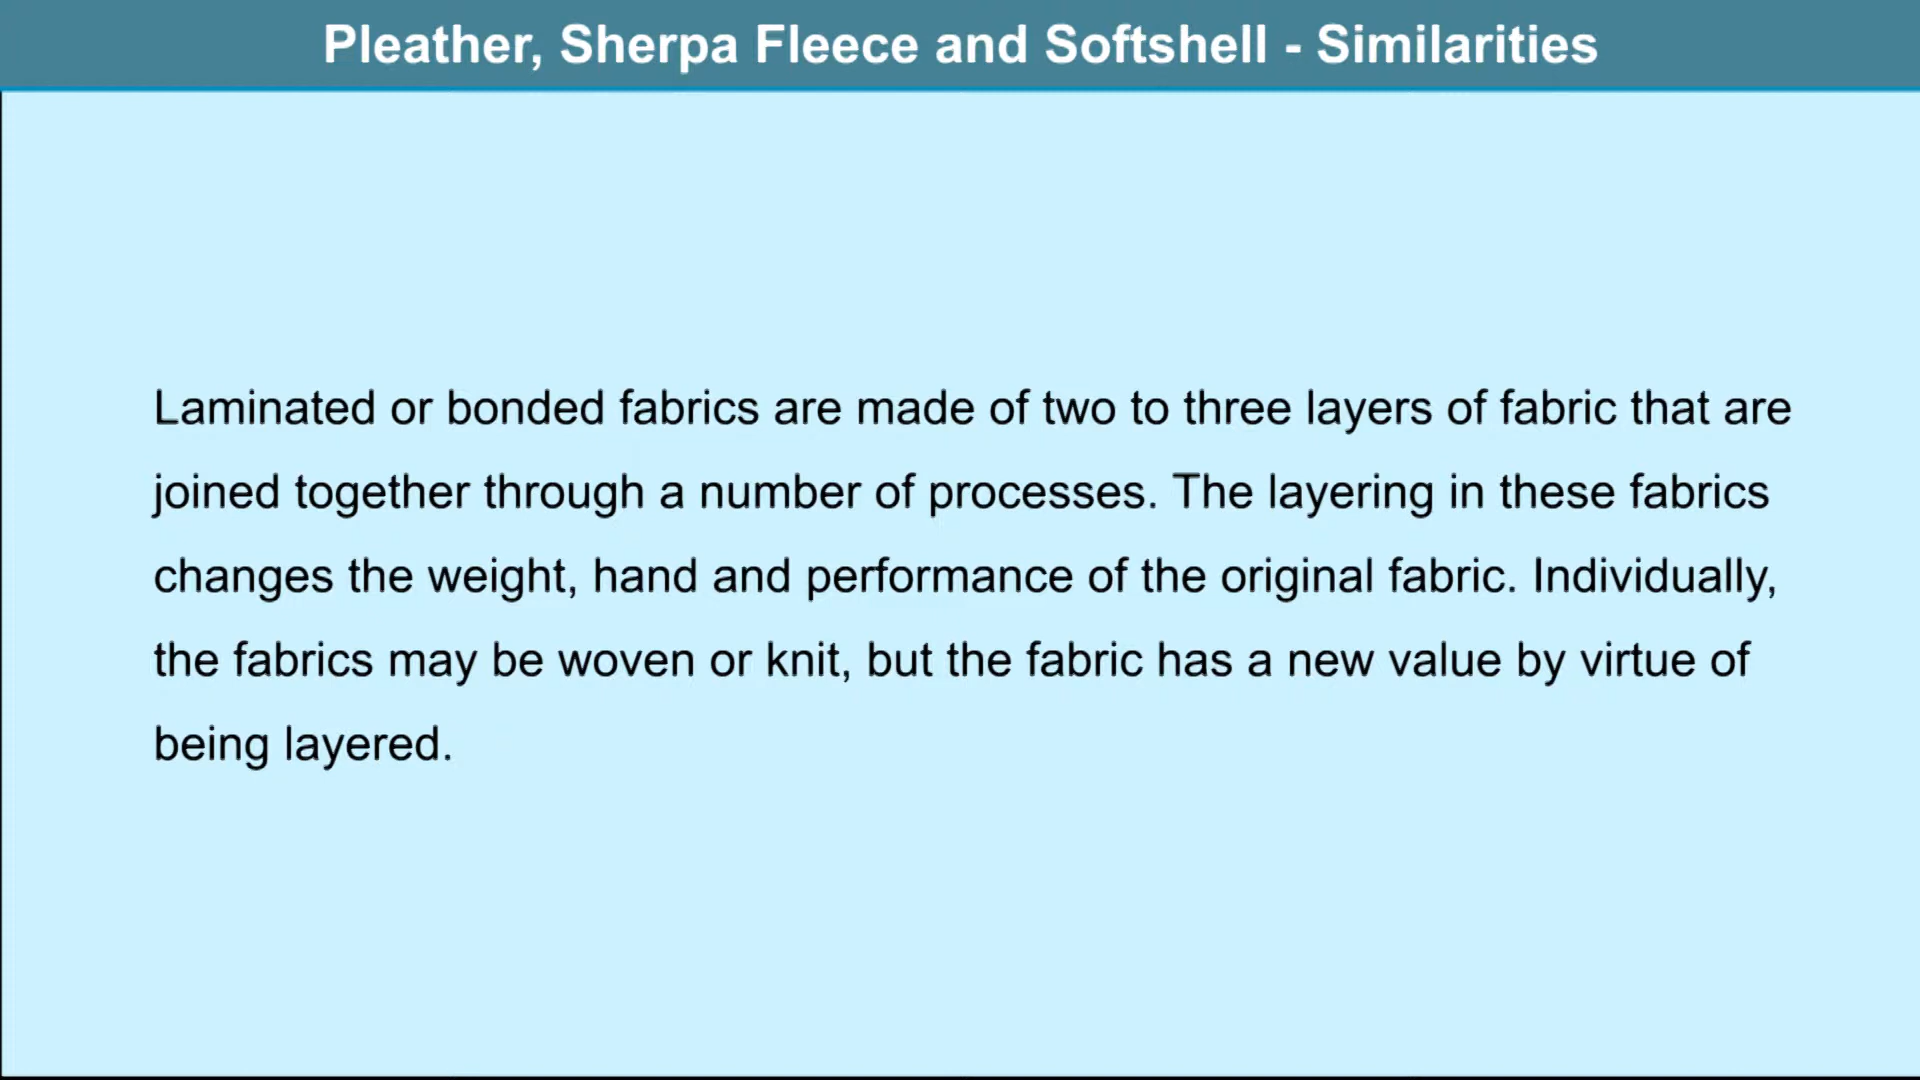 Pleather, Sherpa Fleece and Softshell - Similarities
Laminated or bonded fabrics are made of two to three layers of fabric that are
joined together through a number of processes. The layering in these fabrics
changes the weight, hand and performance of the original fabric. Individually,
the fabrics may be woven or knit, but the fabric has a new value by virtue of
being layered.